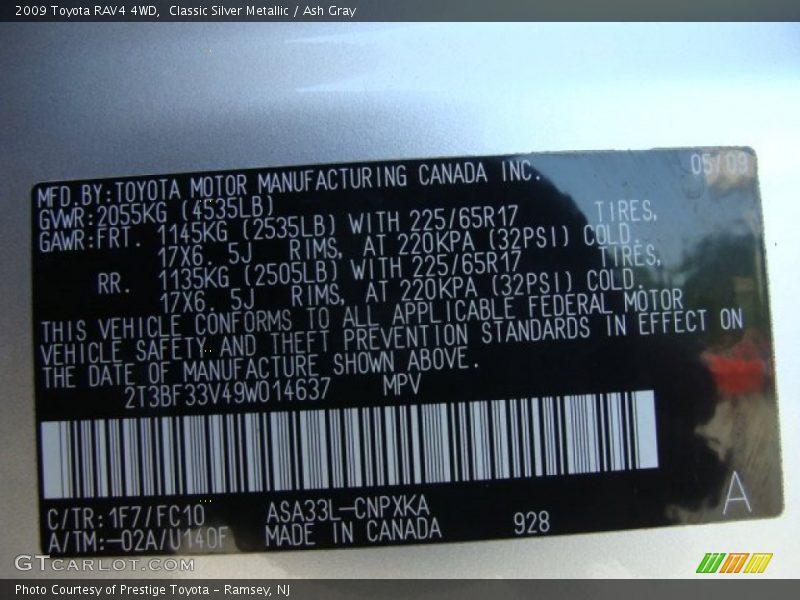 2009 Toyota RAV4 4WD,  Classic Silver Metallic / Ash Gray
05/09
MFD.BY:TOYOTA MOTOR MANUFACTURING CANADA INC.
GVWR:2055KG (4535LB)
GAWR:FRT. 1145KG (2535LB) WITH 225/65R17 TIRES,
17X6.5J RIMS, AT 220KPA (32PSI) COLD.
RR. 1135KG (2505LB) WITH 225/65R17 TIRES,
17X6.5J RIMS, AT 220KPA (32PSI) COLD.
THIS VEHICLE CONFORMS TO ALL APPLICABLE FEDERAL MOTOR
VEHICLE SAFETY AND THEFT PREVENTION STANDARDS IN EFFECT ON
THE DATE OF MANUFACTURE SHOWN ABOVE.
2T3BF33V49W014637 MPV
C/TR:1F7/FC10 ASA33L-CNPXKA
A/TM:-02A/U140F MADE IN CANADA 928
A
GTCARLOT.COM
Photo Courtesy of Prestige Toyota - Ramsey, NJ